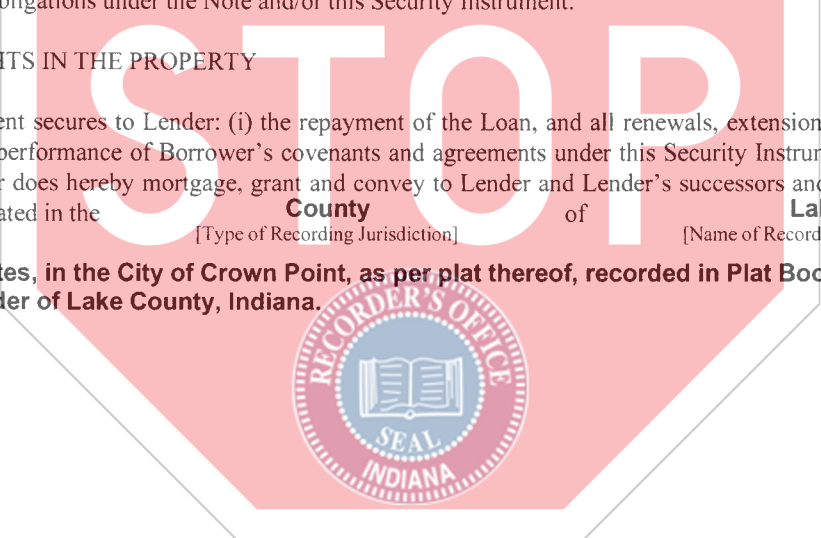 obligations under the Note and/or this Security Instrument.
STOP
TS IN THE PROPERTY
ent secures to Lender: (i) the repayment of the Loan, and all renewals, extension
performance of Borrower's covenants and agreements under this Security Instrur
r does hereby mortgage, grant and convey to Lender and Lender's successors and
ated in the County of La
[Type of Recording Jurisdiction] [Name of Record
tes, in the City of Crown Point, as per plat thereof, recorded in Plat Boo
der of Lake County, Indiana.
RECORDER'S OFFICE
SEAL
INDIANA